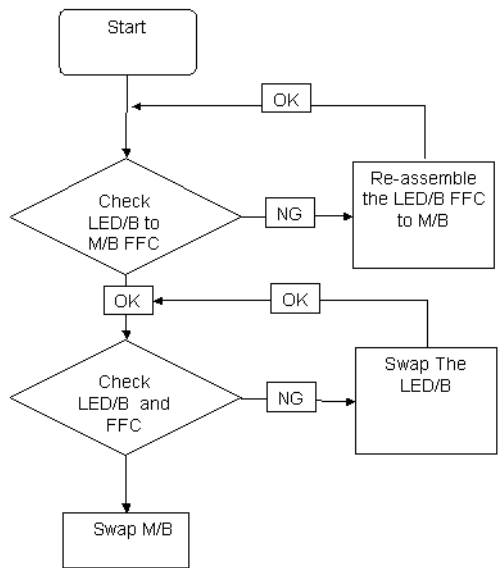 Start
OK
Check
LED/B to
M/B FFC
NG
Re-assemble
the LED/B FFC
to M/B
OK
OK
Check
LED/B and
FFC
NG
Swap The
LED/B
Swap M/B